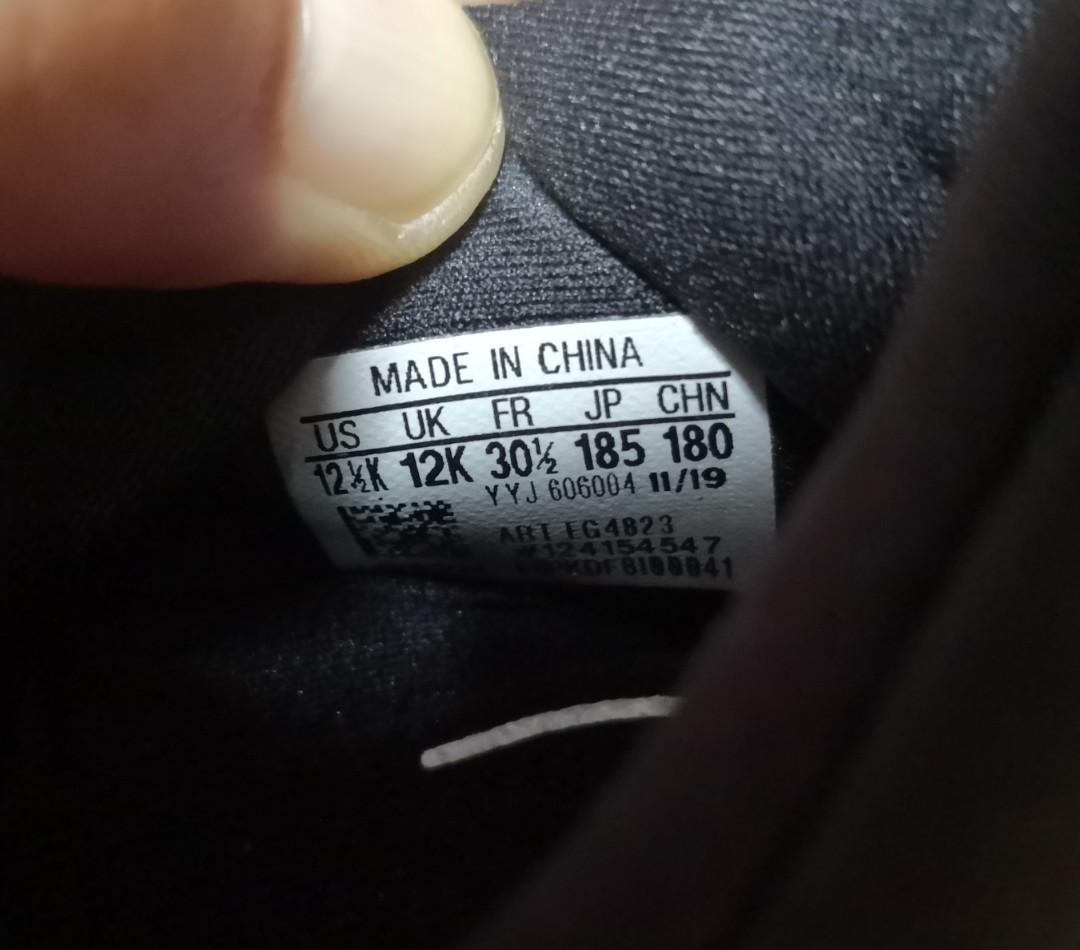 MADE IN CHINA
US UK FR JP CHN
12½K 12K 30½ 185 180
YYJ 606004 11/19
ART EG4823
#124154547